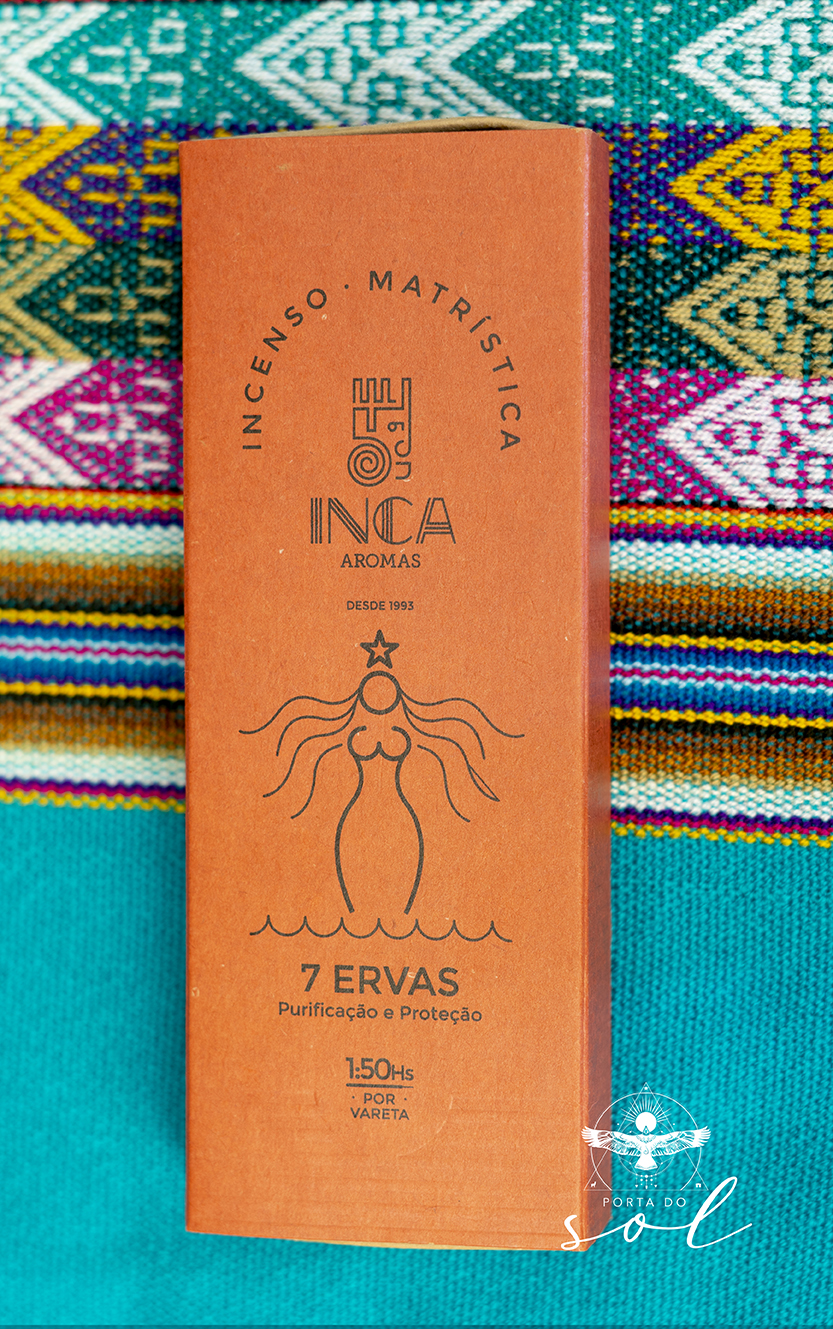 INCENSO · MATRÍSTICA
INCA
AROMAS
DESDE 1993
7 ERVAS
Purificação e Proteção
1:50Hs
· POR ·
VARETA
PORTA DO
sol